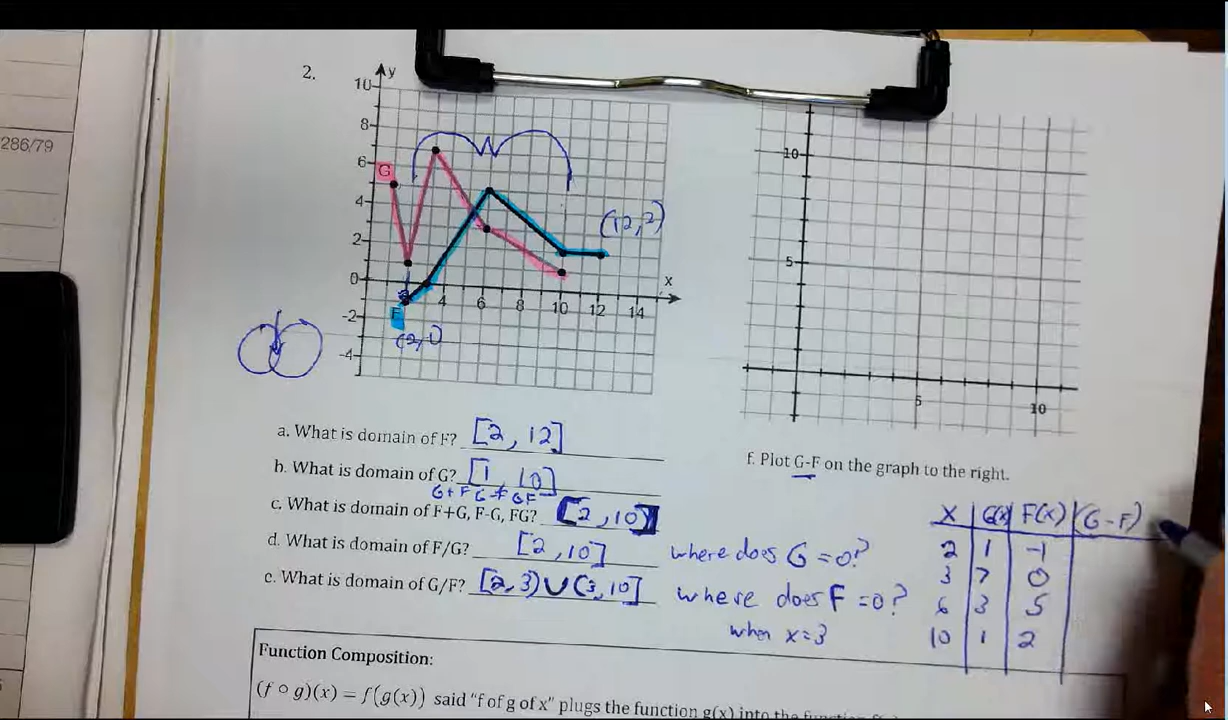 286/79
2.
y
10
8
6
4
2
0
-2
-4
G
F
x
4 6 8 10 12 14
(12,2)
10
5
5
10
a. What is domain of F? [2, 12]
b. What is domain of G? [1, 10]
G+F G-F GF
c. What is domain of F+G, F-G, FG? [2,10]
d. What is domain of F/G? [2,10] where does G=0?
e. What is domain of G/F? [2,3)∪(3,10] where does F=0?
when x=3
f. Plot G-F on the graph to the right.
X G(x) F(x) (G-F)
2 1 -1
3 7 0
6 3 5
10 1 2
Function Composition:
(f ∘ g)(x) = f(g(x)) said "f of g of x" plugs the function g(x) into the function